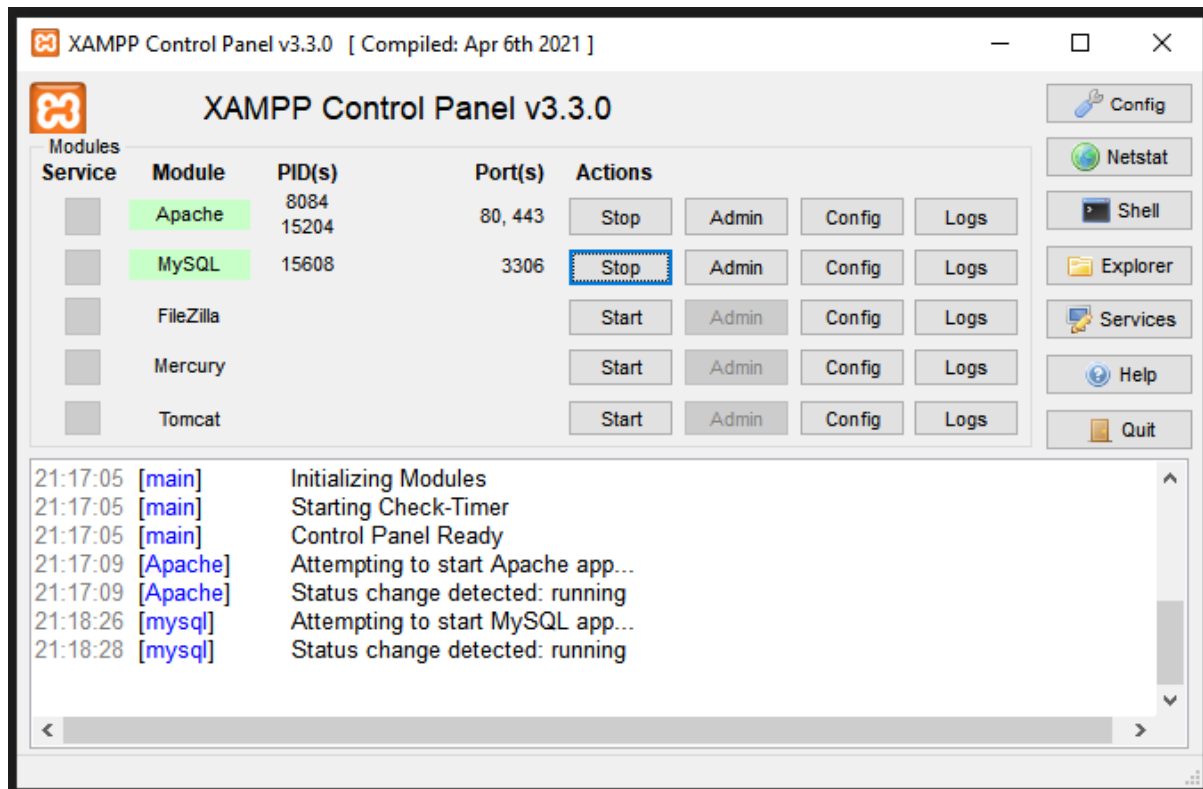 XAMPP Control Panel v3.3.0 [ Compiled: Apr 6th 2021 ]
XAMPP Control Panel v3.3.0
Config
Modules
Netstat
Service Module PID(s) Port(s) Actions
Apache 8084 80, 443 Stop Admin Config Logs
15204
Shell
MySQL 15608 3306 Stop Admin Config Logs
Explorer
FileZilla Start Admin Config Logs
Services
Mercury Start Admin Config Logs
Help
Tomcat Start Admin Config Logs
Quit
21:17:05 [main] Initializing Modules
21:17:05 [main] Starting Check-Timer
21:17:05 [main] Control Panel Ready
21:17:09 [Apache] Attempting to start Apache app...
21:17:09 [Apache] Status change detected: running
21:18:26 [mysql] Attempting to start MySQL app...
21:18:28 [mysql] Status change detected: running